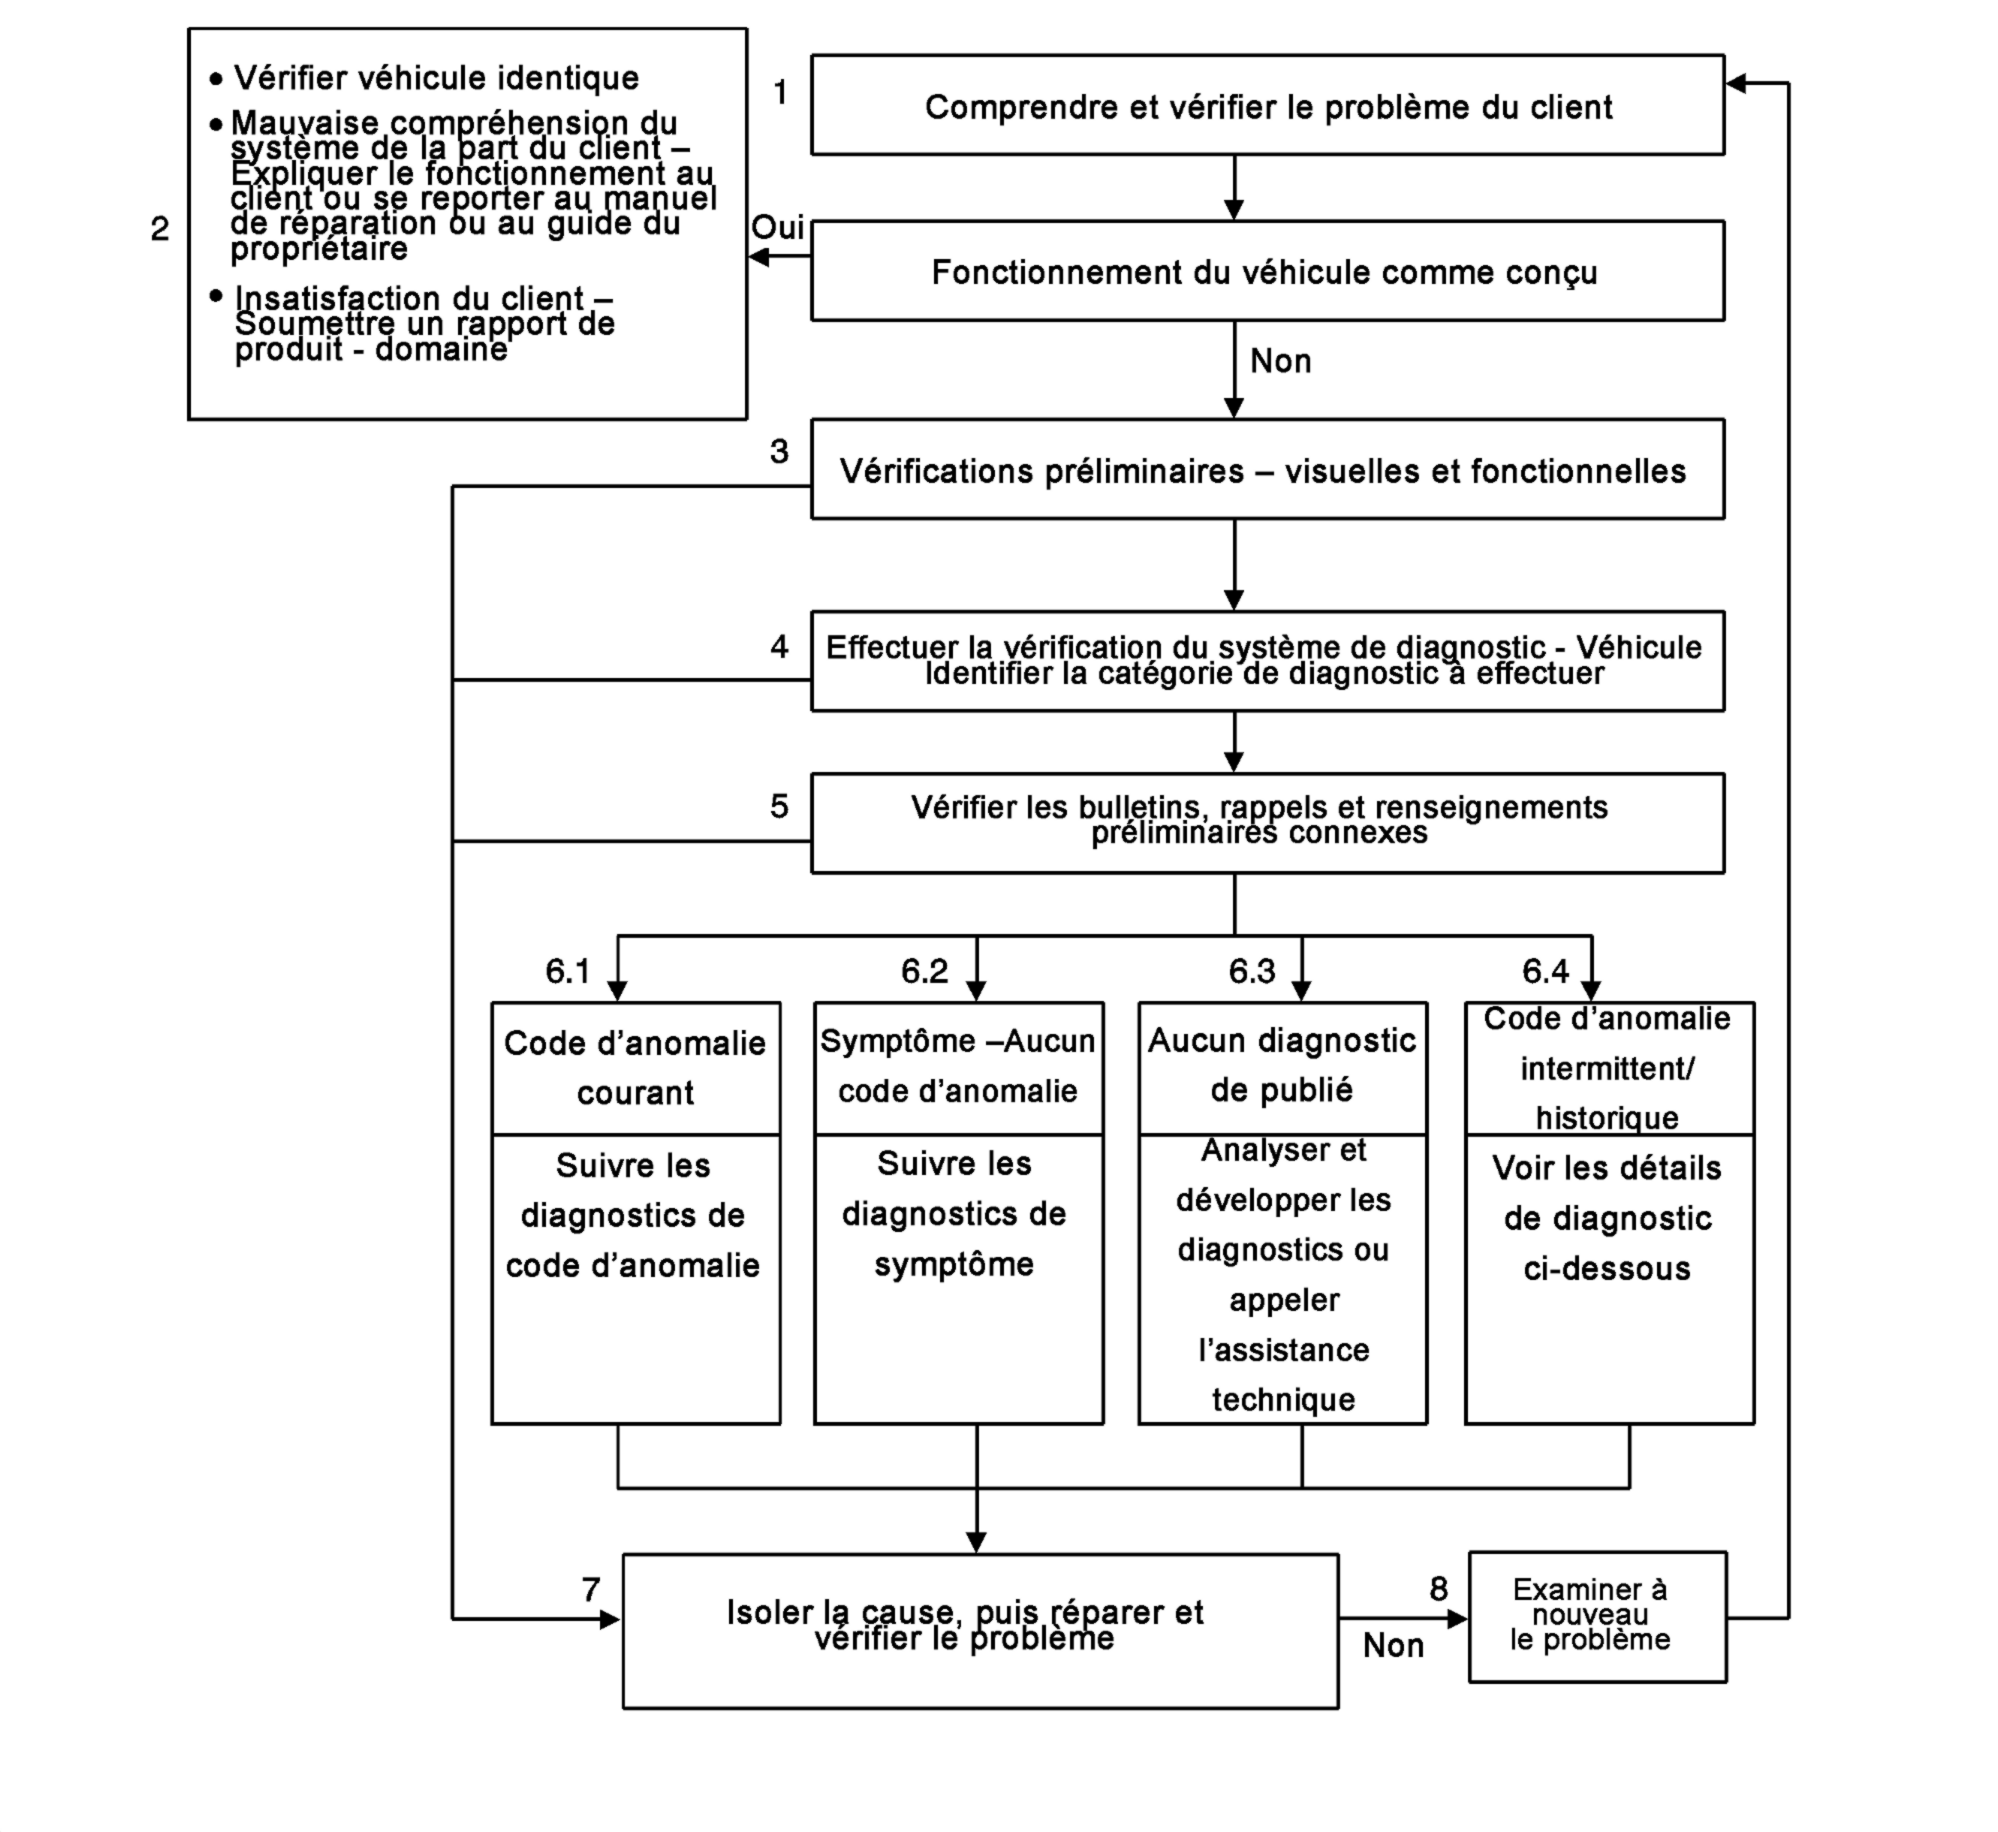 1
Comprendre et vérifier le problème du client
2
• Vérifier véhicule identique
• Mauvaise compréhension du
système de la part du client –
Expliquer le fonctionnement au
client ou se reporter au manuel
de réparation ou au guide du
propriétaire
• Insatisfaction du client –
Soumettre un rapport de
produit - domaine
Oui
Fonctionnement du véhicule comme conçu
Non
3
Vérifications préliminaires – visuelles et fonctionnelles
4
Effectuer la vérification du système de diagnostic - Véhicule
Identifier la catégorie de diagnostic à effectuer
5
Vérifier les bulletins, rappels et renseignements
préliminaires connexes
6.1
Code d’anomalie
courant
Suivre les
diagnostics de
code d’anomalie
6.2
Symptôme –Aucun
code d’anomalie
Suivre les
diagnostics de
symptôme
6.3
Aucun diagnostic
de publié
Analyser et
développer les
diagnostics ou
appeler
l’assistance
technique
6.4
Code d’anomalie
intermittent/
historique
Voir les détails
de diagnostic
ci-dessous
7
Isoler la cause, puis réparer et
vérifier le problème
Non
8
Examiner à
nouveau
le problème